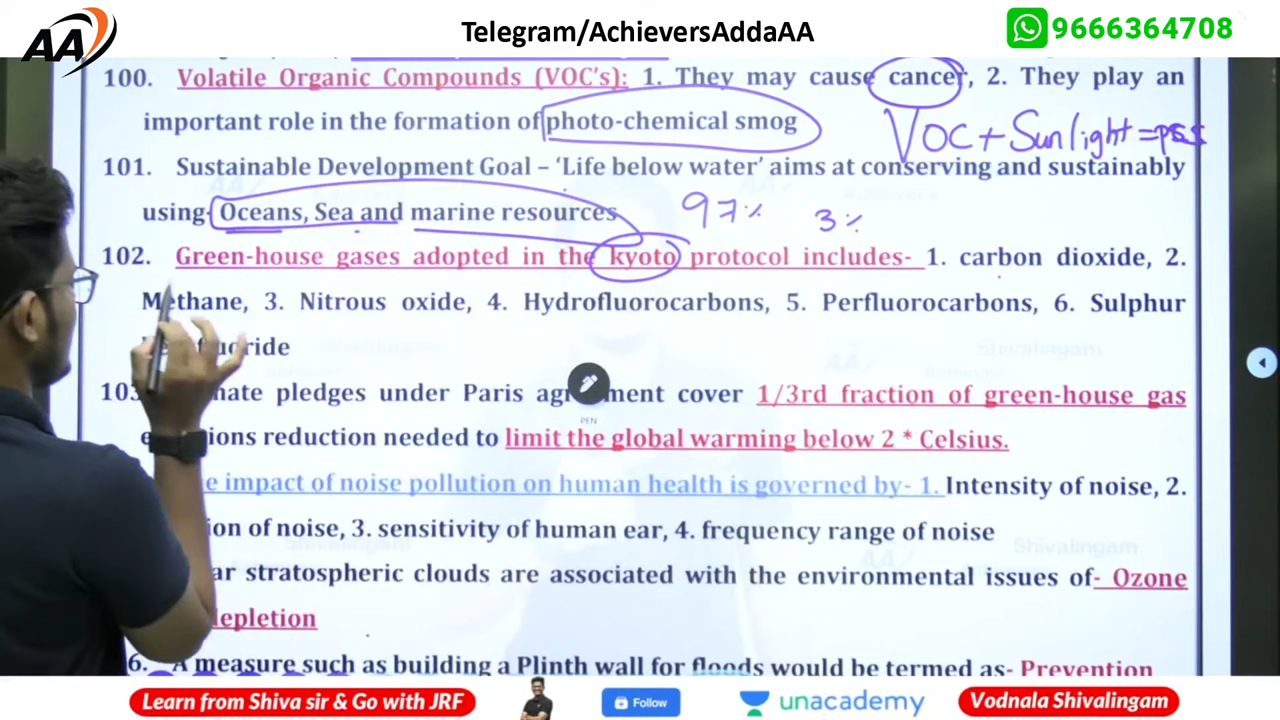 AA
Telegram/AchieversAddaAA
9666364708
100. Volatile Organic Compounds (VOC's): 1. They may cause cancer, 2. They play an
important role in the formation of photo-chemical smog
VOC + Sunlight =
101. Sustainable Development Goal – 'Life below water' aims at conserving and sustainably
using Oceans, Sea and marine resources
97% 3%
102. Green-house gases adopted in the kyoto protocol includes- 1. carbon dioxide, 2.
Methane, 3. Nitrous oxide, 4. Hydrofluorocarbons, 5. Perfluorocarbons, 6. Sulphur
ride
103 nate pledges under Paris ag ment cover 1/3rd fraction of green-house gas
ions reduction needed to limit the global warming below 2 * Celsius.
PEN
e impact of noise pollution on human health is governed by- 1. Intensity of noise, 2.
ion of noise, 3. sensitivity of human ear, 4. frequency range of noise
Shivalingam
ar stratospheric clouds are associated with the environmental issues of- Ozone
depletion
6. A measure such as building a Plinth wall for floods would be termed as- Prevention
Learn from Shiva sir & Go with JRF
Follow
unacademy
Vodnala Shivalingam